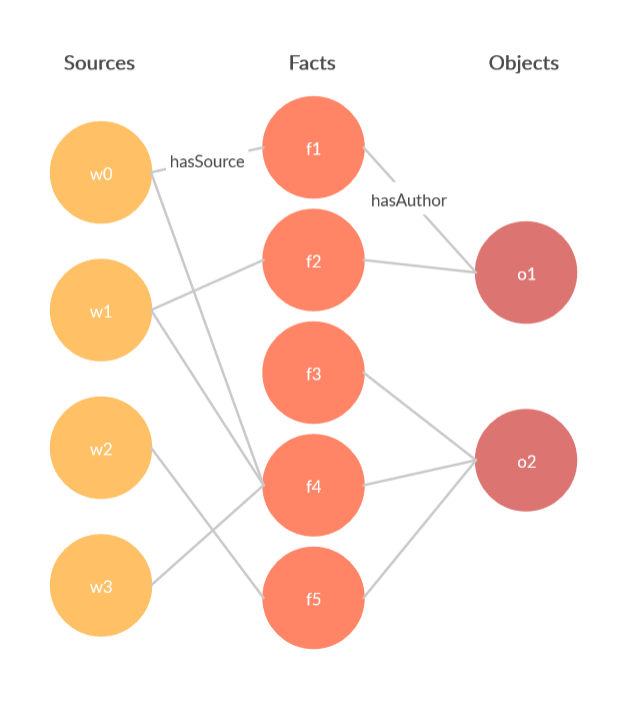 Sources
Facts
Objects
w0
hasSource
f1
hasAuthor
f2
o1
w1
f3
w2
o2
f4
w3
f5